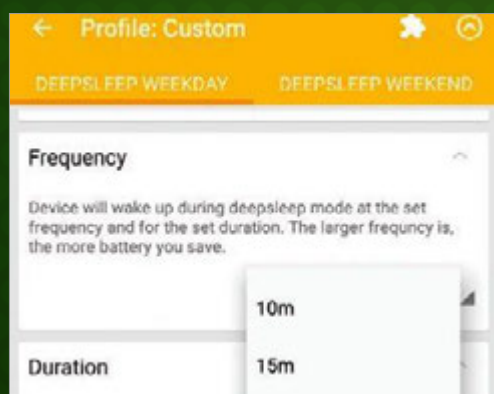 Profile: Custom
DEEPSLEEP WEEKDAY DEEPSLEEP WEEKEND
Frequency
Device will wake up during deepsleep mode at the set
frequency and for the set duration. The larger frequncy is,
the more battery you save.
10m
Duration
15m